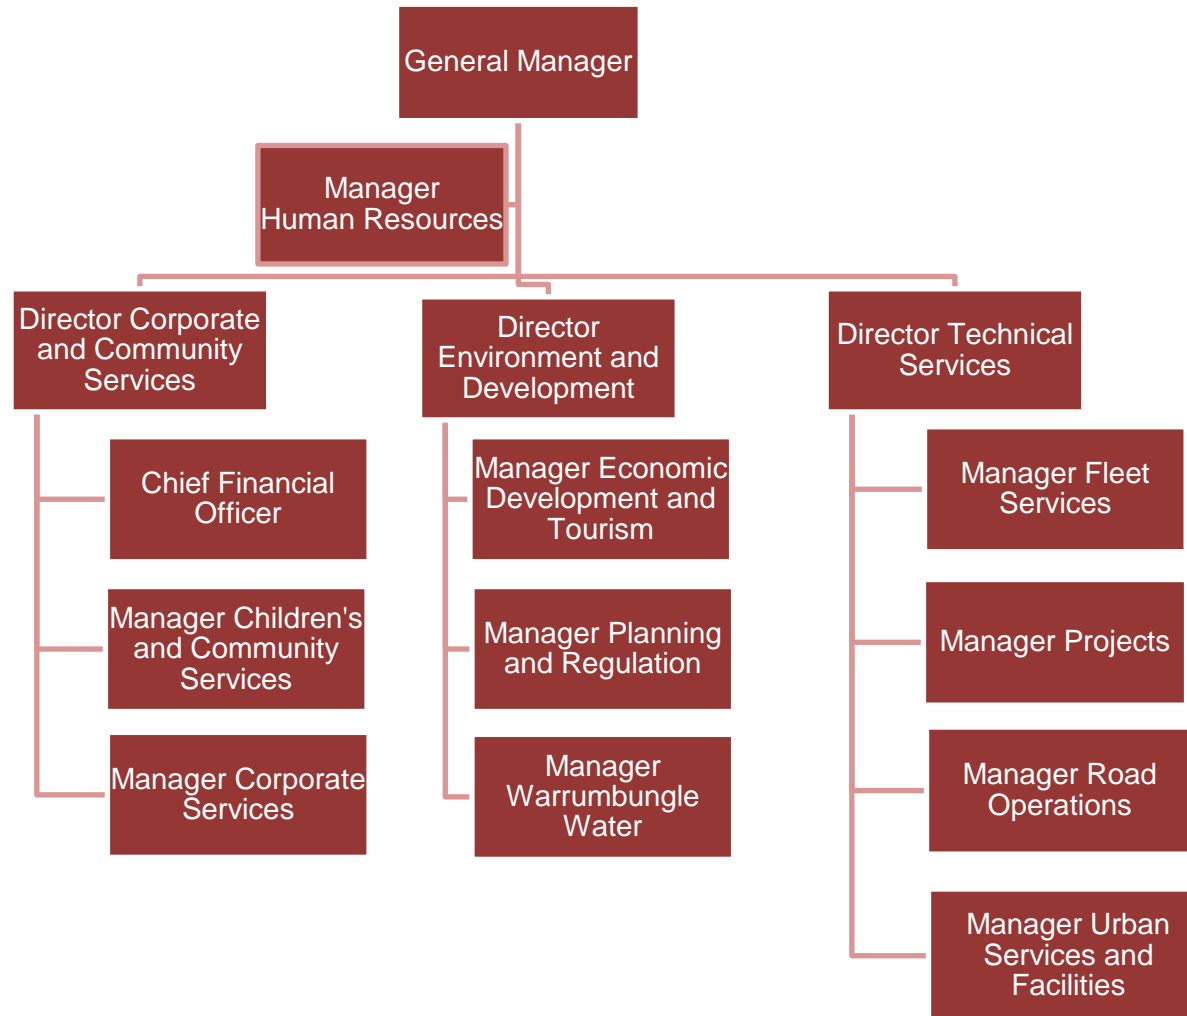 General Manager
Manager
Human Resources
Director Corporate
and Community
Services
Chief Financial
Officer
Manager Children's
and Community
Services
Manager Corporate
Services
Director
Environment and
Development
Manager Economic
Development and
Tourism
Manager Planning
and Regulation
Manager
Warrumbungle
Water
Director Technical
Services
Manager Fleet
Services
Manager Projects
Manager Road
Operations
Manager Urban
Services and
Facilities